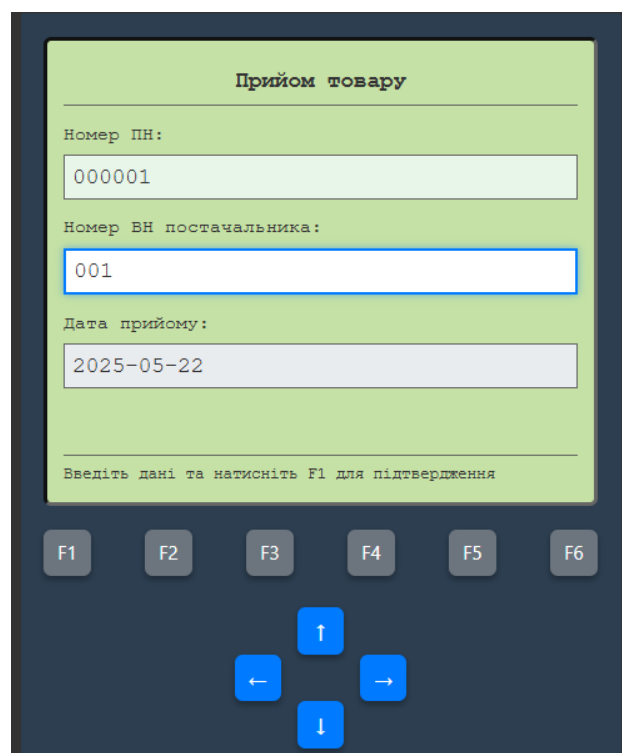 Прийом товару
Номер ПН:
000001
Номер ВН постачальника:
001
Дата прийому:
2025-05-22
Введіть дані та натисніть F1 для підтвердження
F1 F2 F3 F4 F5 F6
↑
← →
↓